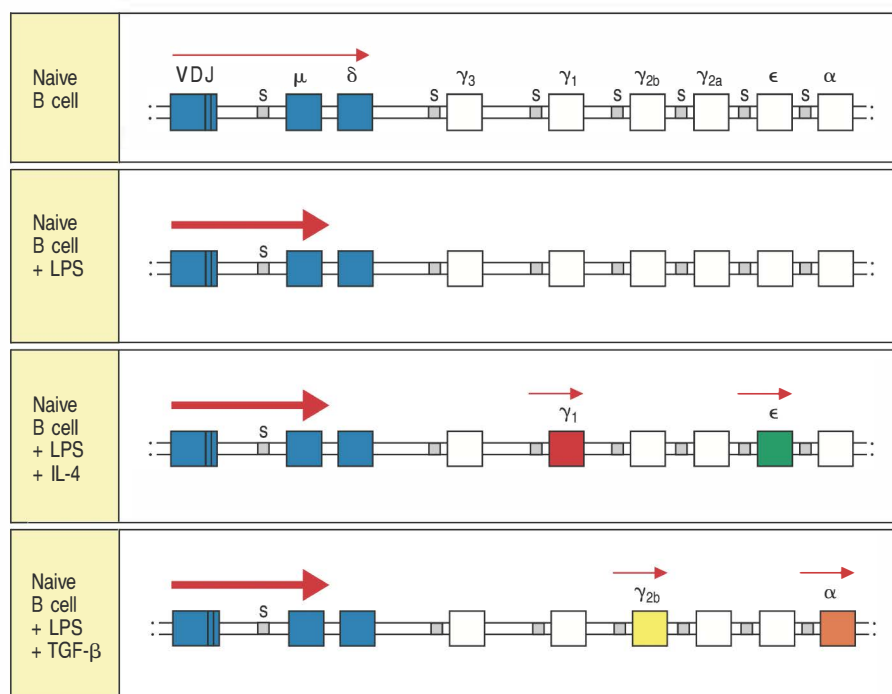 Naive
B cell
VDJ μ δ γ3 γ1 γ2b γ2a ε α
S S S S S S S
Naive
B cell
+ LPS
S
Naive
B cell
+ LPS
+ IL-4
γ1 ε
S
Naive
B cell
+ LPS
+ TGF-β
γ2b α
S